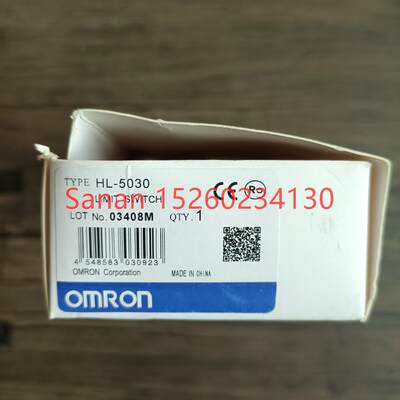 TYPE HL-5030
LIMIT SWITCH
Sanan 15260234130
LOT No. 03408M QTY. 1
4 548583 030923
OMRON Corporation MADE IN CHINA
OMRON